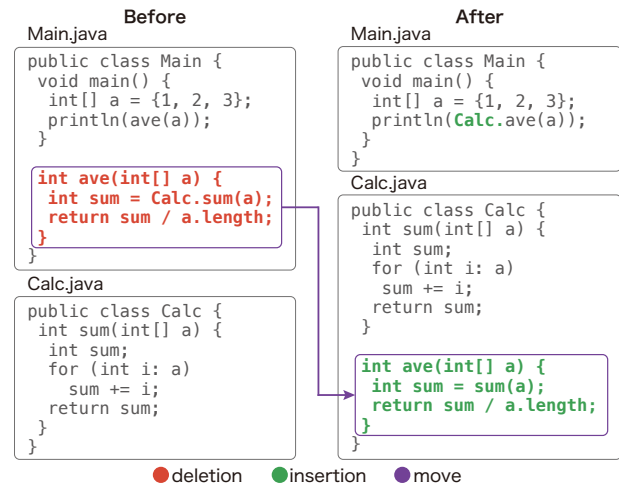 Before
Main.java
public class Main {
void main() {
int[] a = {1, 2, 3};
println(ave(a));
}
int ave(int[] a) {
int sum = Calc.sum(a);
return sum / a.length;
}
}
Calc.java
public class Calc {
int sum(int[] a) {
int sum;
for (int i: a)
sum += i;
return sum;
}
}
After
Main.java
public class Main {
void main() {
int[] a = {1, 2, 3};
println(Calc.ave(a));
}
}
Calc.java
public class Calc {
int sum(int[] a) {
int sum;
for (int i: a)
sum += i;
return sum;
}
int ave(int[] a) {
int sum = sum(a);
return sum / a.length;
}
}
deletion insertion move